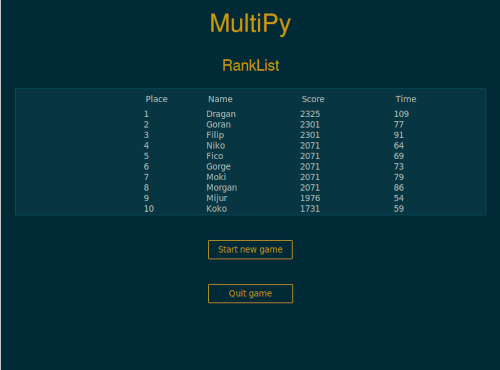 MultiPy
RankList
Place Name Score Time
1 Dragan 2325 109
2 Goran 2301 77
3 Filip 2301 91
4 Niko 2071 64
5 Fico 2071 69
6 Gorge 2071 73
7 Moki 2071 79
8 Morgan 2071 86
9 Mijur 1976 54
10 Koko 1731 59
Start new game
Quit game